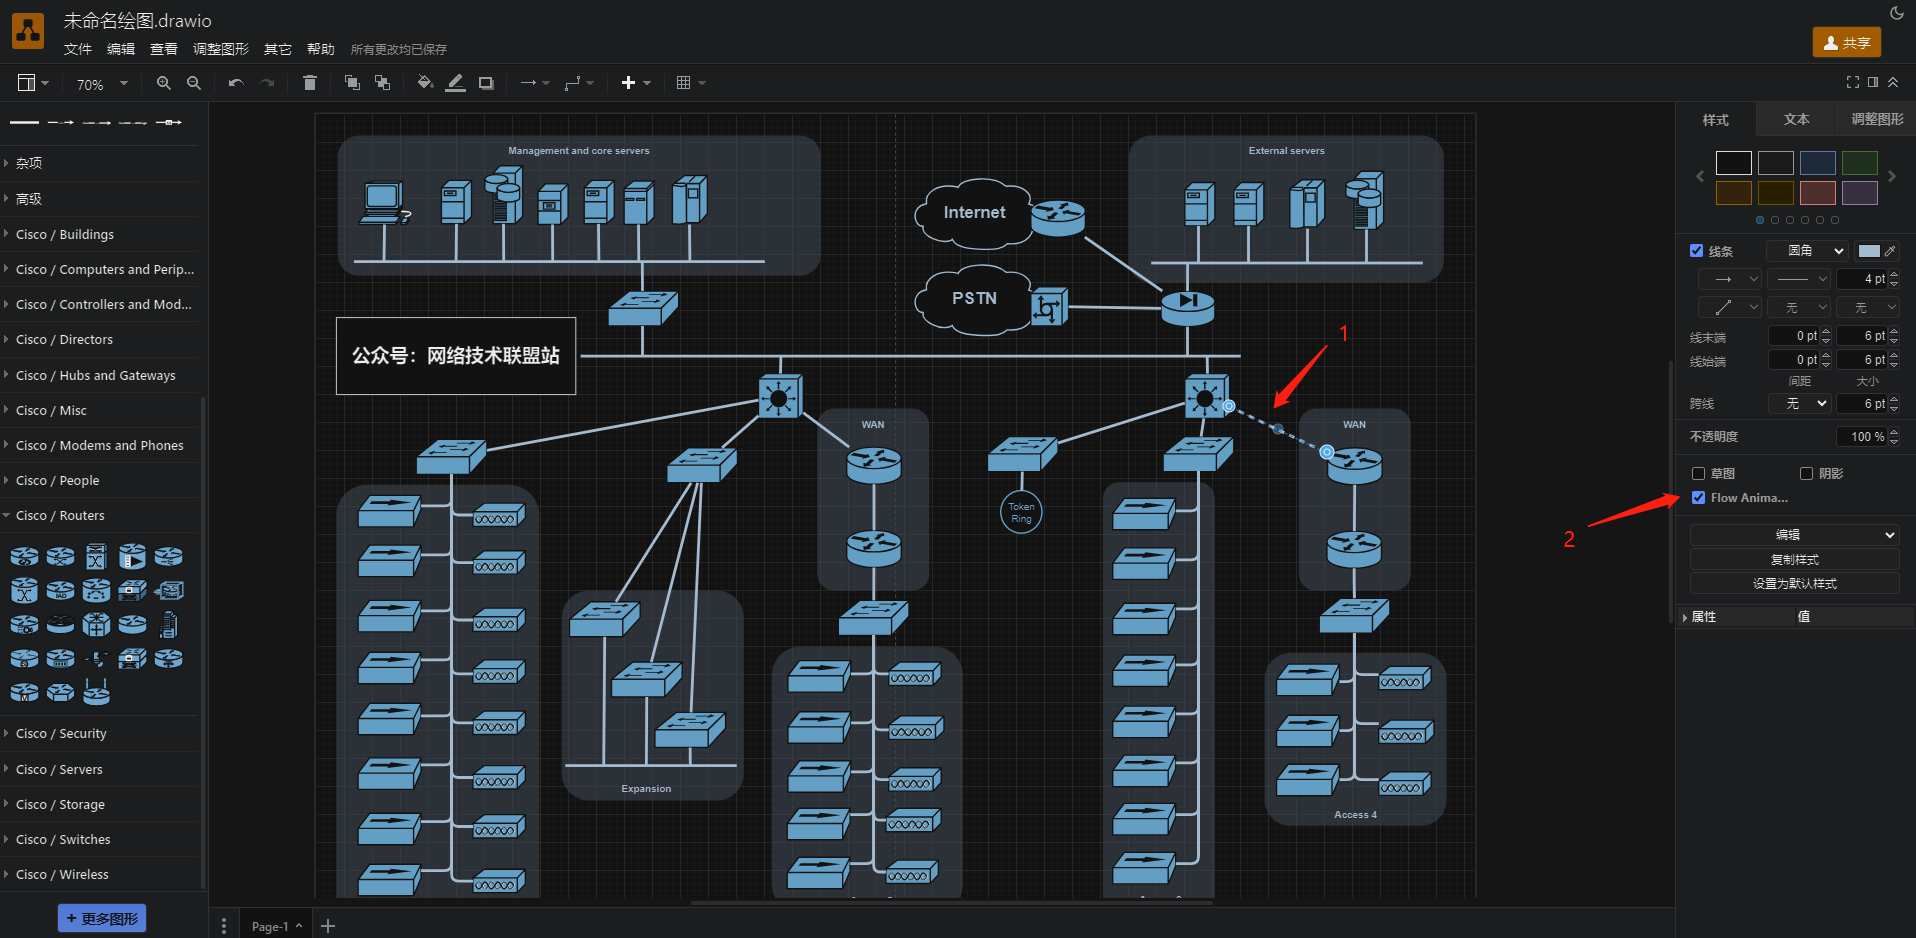 未命名绘图.drawio
文件 编辑 查看 调整图形 其它 帮助 所有更改均已保存
共享
70%
样式 文本 调整图形
杂项
高级
Cisco / Buildings
Cisco / Computers and Perip...
Cisco / Controllers and Mod...
Cisco / Directors
Cisco / Hubs and Gateways
Cisco / Misc
Cisco / Modems and Phones
Cisco / People
Cisco / Routers
Cisco / Security
Cisco / Servers
Cisco / Storage
Cisco / Switches
Cisco / Wireless
+ 更多图形
Management and core servers
External servers
Internet
PSTN
公众号：网络技术联盟站
1
WAN
WAN
Token
Ring
2
Expansion
Access 4
Page-1
线条 圆角
4 pt
无 无
线末端 0 pt 6 pt
线始端 0 pt 6 pt
间距 大小
跨线 无 6 pt
不透明度 100 %
草图 阴影
Flow Anima...
编辑
复制样式
设置为默认样式
属性 值